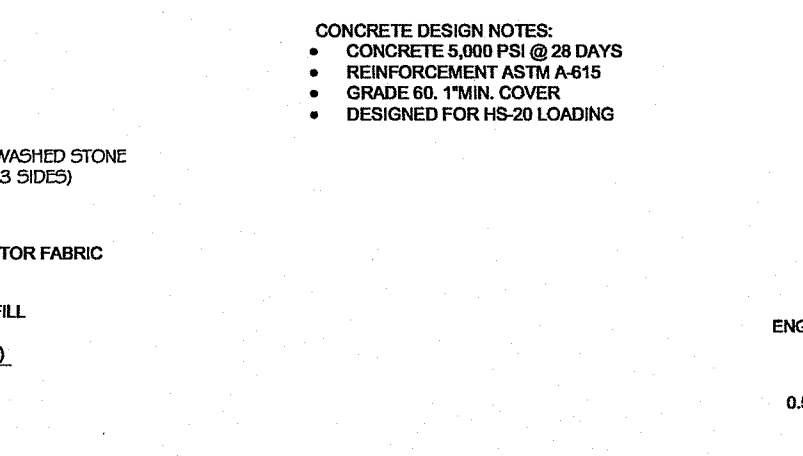 CONCRETE DESIGN NOTES:
• CONCRETE 5,000 PSI @ 28 DAYS
• REINFORCEMENT ASTM A-615
• GRADE 60. 1"MIN. COVER
• DESIGNED FOR HS-20 LOADING
WASHED STONE
3 SIDES)
TOR FABRIC
FILL
)
ENG
0.5